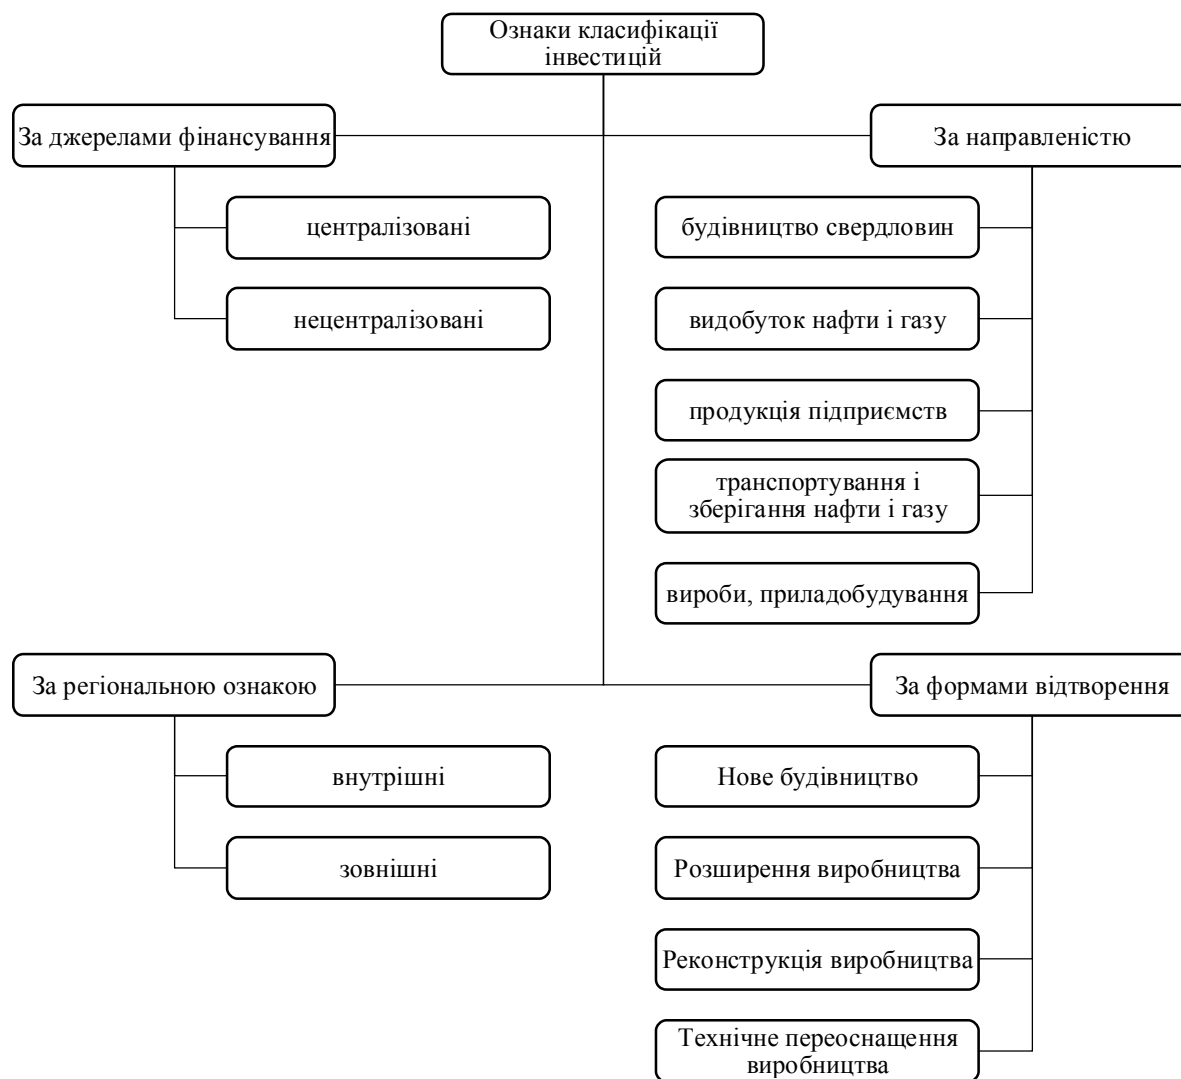 Ознаки класифікації
інвестицій
За джерелами фінансування
централізовані
нецентралізовані
За направленістю
будівництво свердловин
видобуток нафти і газу
продукція підприємств
транспортування і
зберігання нафти і газу
вироби, приладобудування
За регіональною ознакою
внутрішні
зовнішні
За формами відтворення
Нове будівництво
Розширення виробництва
Реконструкція виробництва
Технічне переоснащення
виробництва